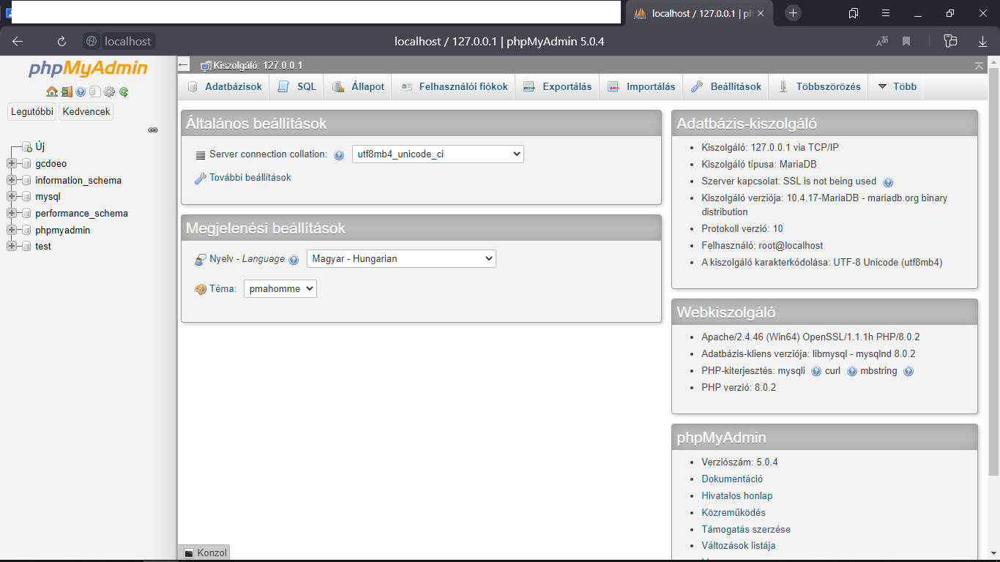 localhost / 127.0.0.1 | ph
localhost
localhost / 127.0.0.1 | phpMyAdmin 5.0.4
phpMyAdmin
Legutóbbi Kedvencek
Új
gcdoeo
information_schema
mysql
performance_schema
phpmyadmin
test
Kiszolgáló: 127.0.0.1
Adatbázisok SQL Állapot Felhasználói fiókok Exportálás Importálás Beállítások Többszörözés Több
Általános beállítások
Server connection collation: utf8mb4_unicode_ci
További beállítások
Megjelenési beállítások
Nyelv - Language Magyar - Hungarian
Téma: pmahomme
Adatbázis-kiszolgáló
Kiszolgáló: 127.0.0.1 via TCP/IP
Kiszolgáló típusa: MariaDB
Szerver kapcsolat: SSL is not being used
Kiszolgáló verziója: 10.4.17-MariaDB - mariadb.org binary
distribution
Protokoll verzió: 10
Felhasználó: root@localhost
A kiszolgáló karakterkódolása: UTF-8 Unicode (utf8mb4)
Webkiszolgáló
Apache/2.4.46 (Win64) OpenSSL/1.1.1h PHP/8.0.2
Adatbázis-kliens verziója: libmysql - mysqlnd 8.0.2
PHP-kiterjesztés: mysqli curl mbstring
PHP verzió: 8.0.2
phpMyAdmin
Verziószám: 5.0.4
Dokumentáció
Hivatalos honlap
Közreműködés
Támogatás szerzése
Változások listája
Konzol